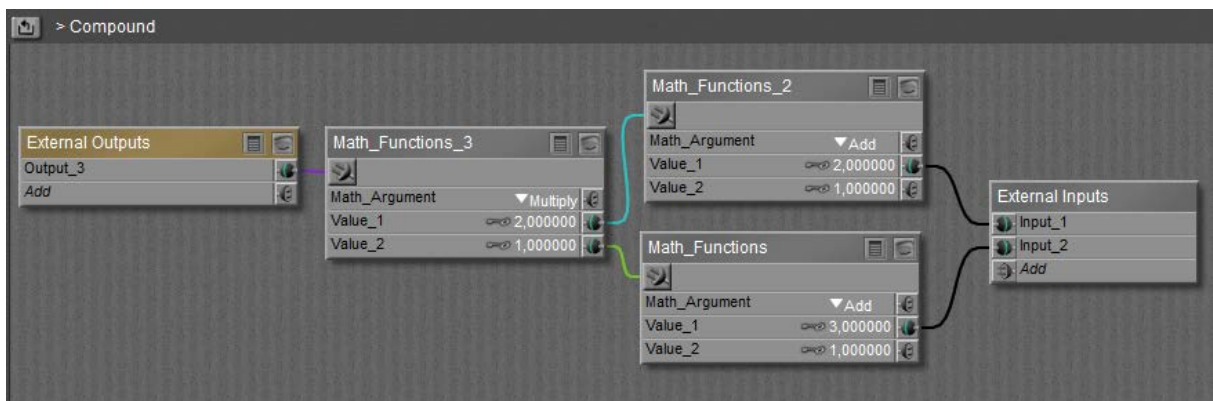 > Compound
External Outputs
Output_3
Add
Math_Functions_3
Math_Argument Multiply
Value_1 2,000000
Value_2 1,000000
Math_Functions_2
Math_Argument Add
Value_1 2,000000
Value_2 1,000000
Math_Functions
Math_Argument Add
Value_1 3,000000
Value_2 1,000000
External Inputs
Input_1
Input_2
Add